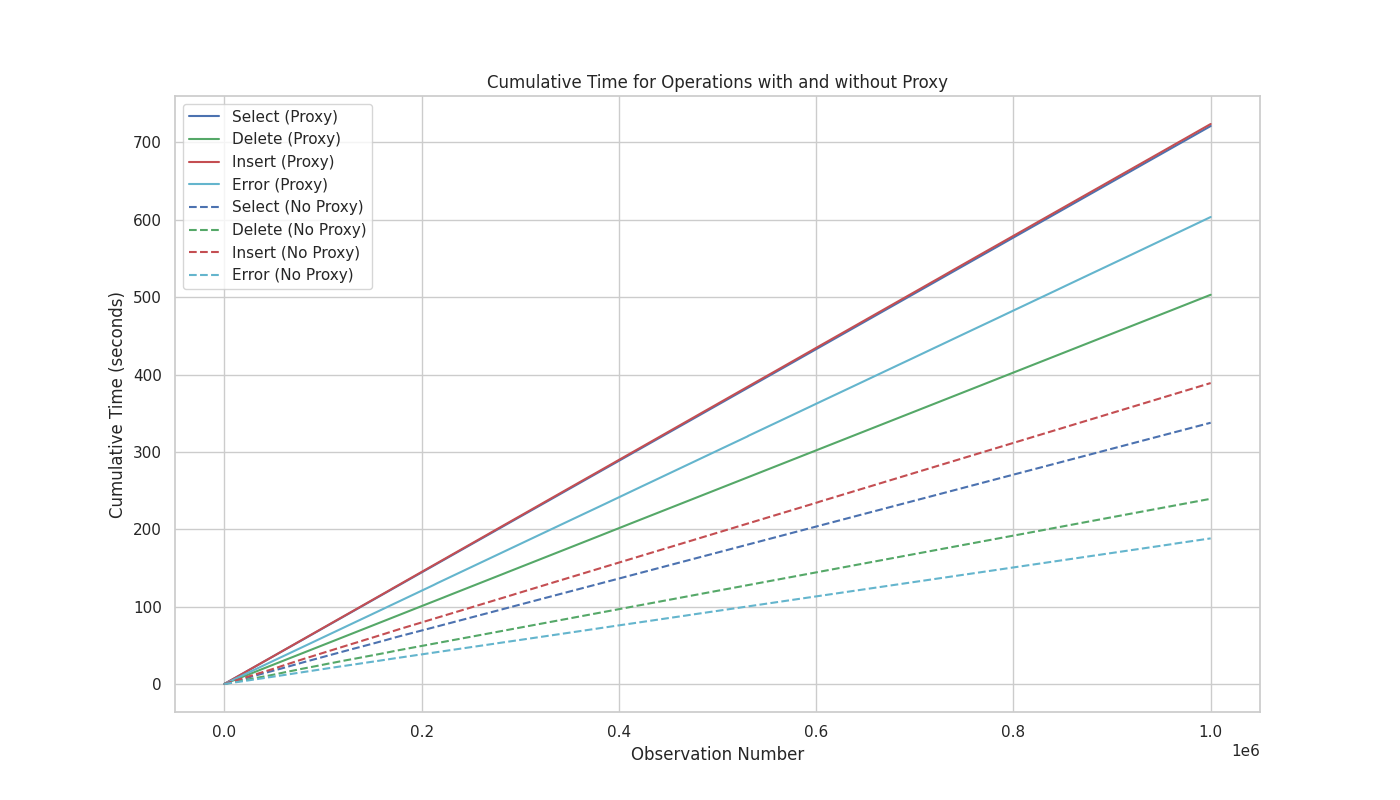 Cumulative Time for Operations with and without Proxy
Select (Proxy)
Delete (Proxy)
Insert (Proxy)
Error (Proxy)
Select (No Proxy)
Delete (No Proxy)
Insert (No Proxy)
Error (No Proxy)
Cumulative Time (seconds)
700
600
500
400
300
200
100
0
0.0
0.2
0.4
0.6
0.8
1.0
1e6
Observation Number